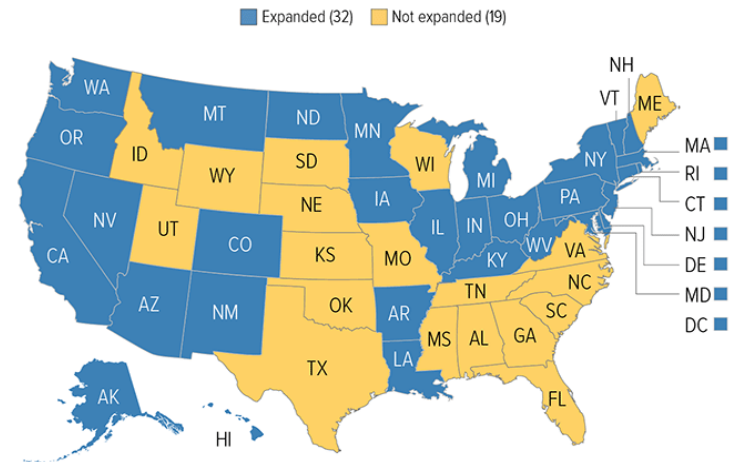 Expanded (32) Not expanded (19)
NH
WA
VT
ME
MT
ND
OR
MN
MA
ID
SD
WI
NY
WY
MI
RI
IA
PA
CT
NE
NV
UT
IL
IN
OH
NJ
CO
WV
VA
CA
KS
MO
KY
DE
NC
TN
MD
AZ
OK
AR
NM
SC
DC
MS
AL
GA
LA
TX
AK
FL
HI